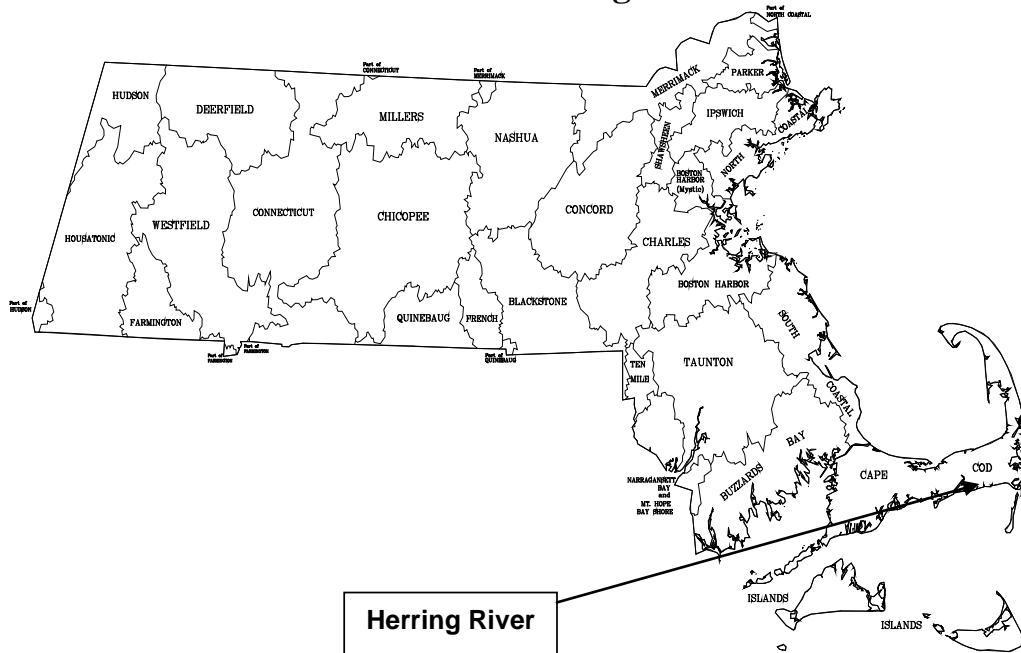 Part of
NORTH COASTAL
Part of
CONNECTICUT
Part of
MERRIMACK
MERRIMACK
PARKER
HUDSON
DEERFIELD
MILLERS
NASHUA
SHAWSHEEN
IPSWICH
COASTAL
NORTH
BOSTON
HARBOR
(Mystic)
HOUSATONIC
WESTFIELD
CONNECTICUT
CHICOPEE
CONCORD
CHARLES
BOSTON HARBOR
Part of
HUDSON
FARMINGTON
QUINEBAUG
FRENCH
BLACKSTONE
SOUTH
COASTAL
Part of
FARMINGTON
Part of
FARMINGTON
Part of
QUINEBAUG
TEN
MILE
TAUNTON
BUZZARDS
BAY
CAPE
COD
NARRAGANSETT
BAY
and
MT. HOPE
BAY SHORE
ISLANDS
ISLANDS
Herring River